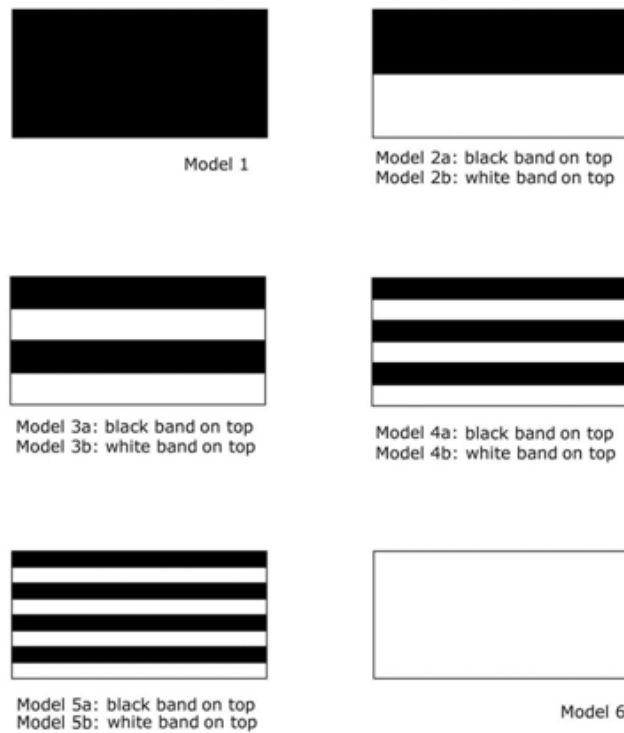 Model 1
Model 2a: black band on top
Model 2b: white band on top
Model 3a: black band on top
Model 3b: white band on top
Model 4a: black band on top
Model 4b: white band on top
Model 5a: black band on top
Model 5b: white band on top
Model 6